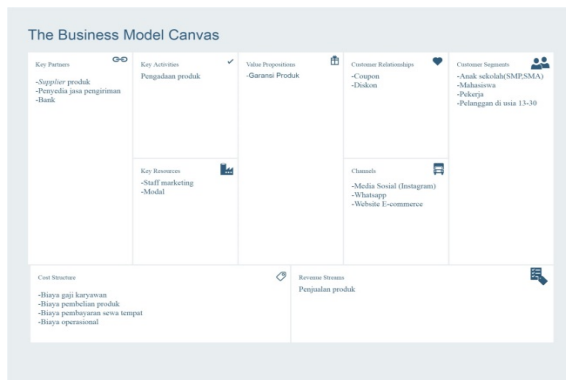 The Business Model Canvas
Key Partners
-Supplier produk
-Penyedia jasa pengiriman
-Bank
Key Activities
Pengadaan produk
Key Resources
-Staff marketing
-Modal
Value Propositions
-Garansi Produk
Customer Relationships
-Coupon
-Diskon
Channels
-Media Sosial (Instagram)
-Whatsapp
-Website E-commerce
Customer Segments
-Anak sekolah(SMP,SMA)
-Mahasiswa
-Pekerja
-Pelanggan di usia 13-30
Cost Structure
-Biaya gaji karyawan
-Biaya pembelian produk
-Biaya pembayaran sewa tempat
-Biaya operasional
Revenue Streams
Penjualan produk